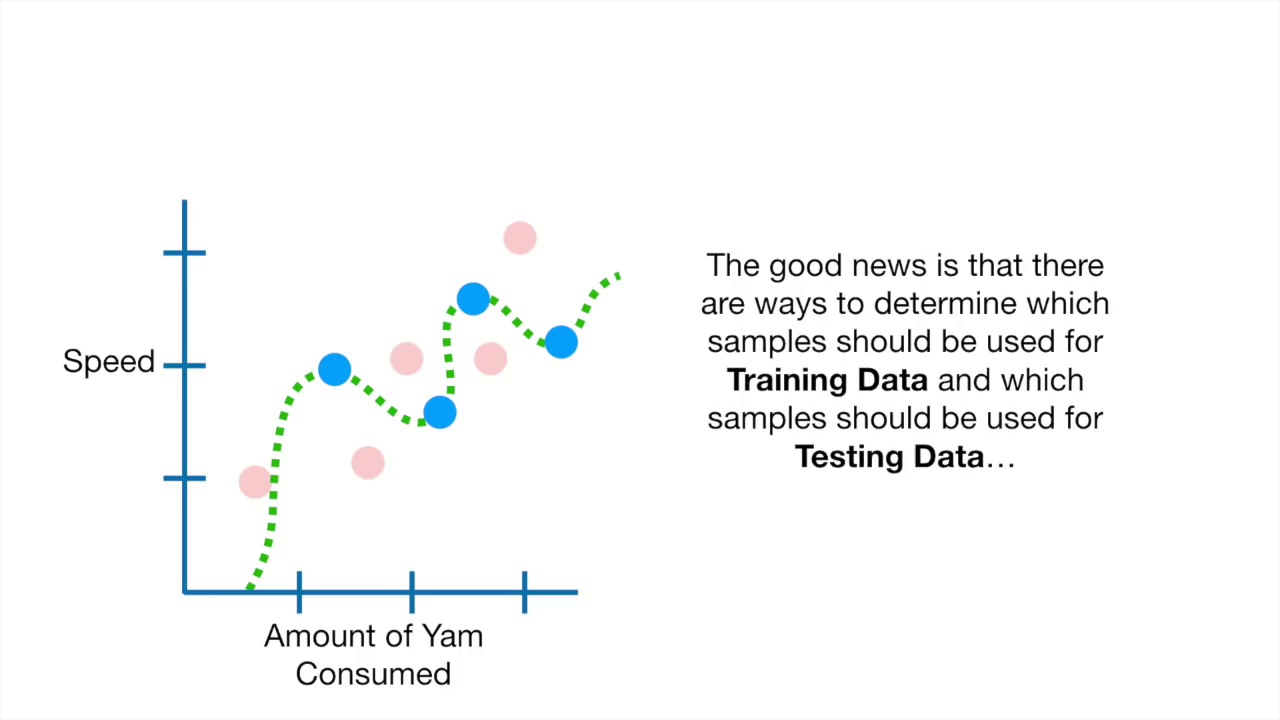 Speed
Amount of Yam
Consumed
The good news is that there
are ways to determine which
samples should be used for
Training Data and which
samples should be used for
Testing Data…